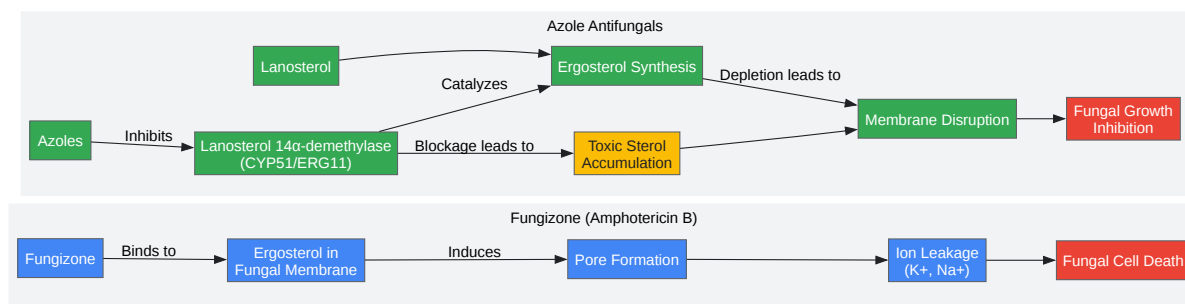 Azole Antifungals
Lanosterol
Ergosterol Synthesis
Catalyzes
Depletion leads to
Azoles
Inhibits
Lanosterol 14α-demethylase
(CYP51/ERG11)
Blockage leads to
Toxic Sterol
Accumulation
Membrane Disruption
Fungal Growth
Inhibition
Fungizone (Amphotericin B)
Fungizone
Binds to
Ergosterol in
Fungal Membrane
Induces
Pore Formation
Ion Leakage
(K+, Na+)
Fungal Cell Death